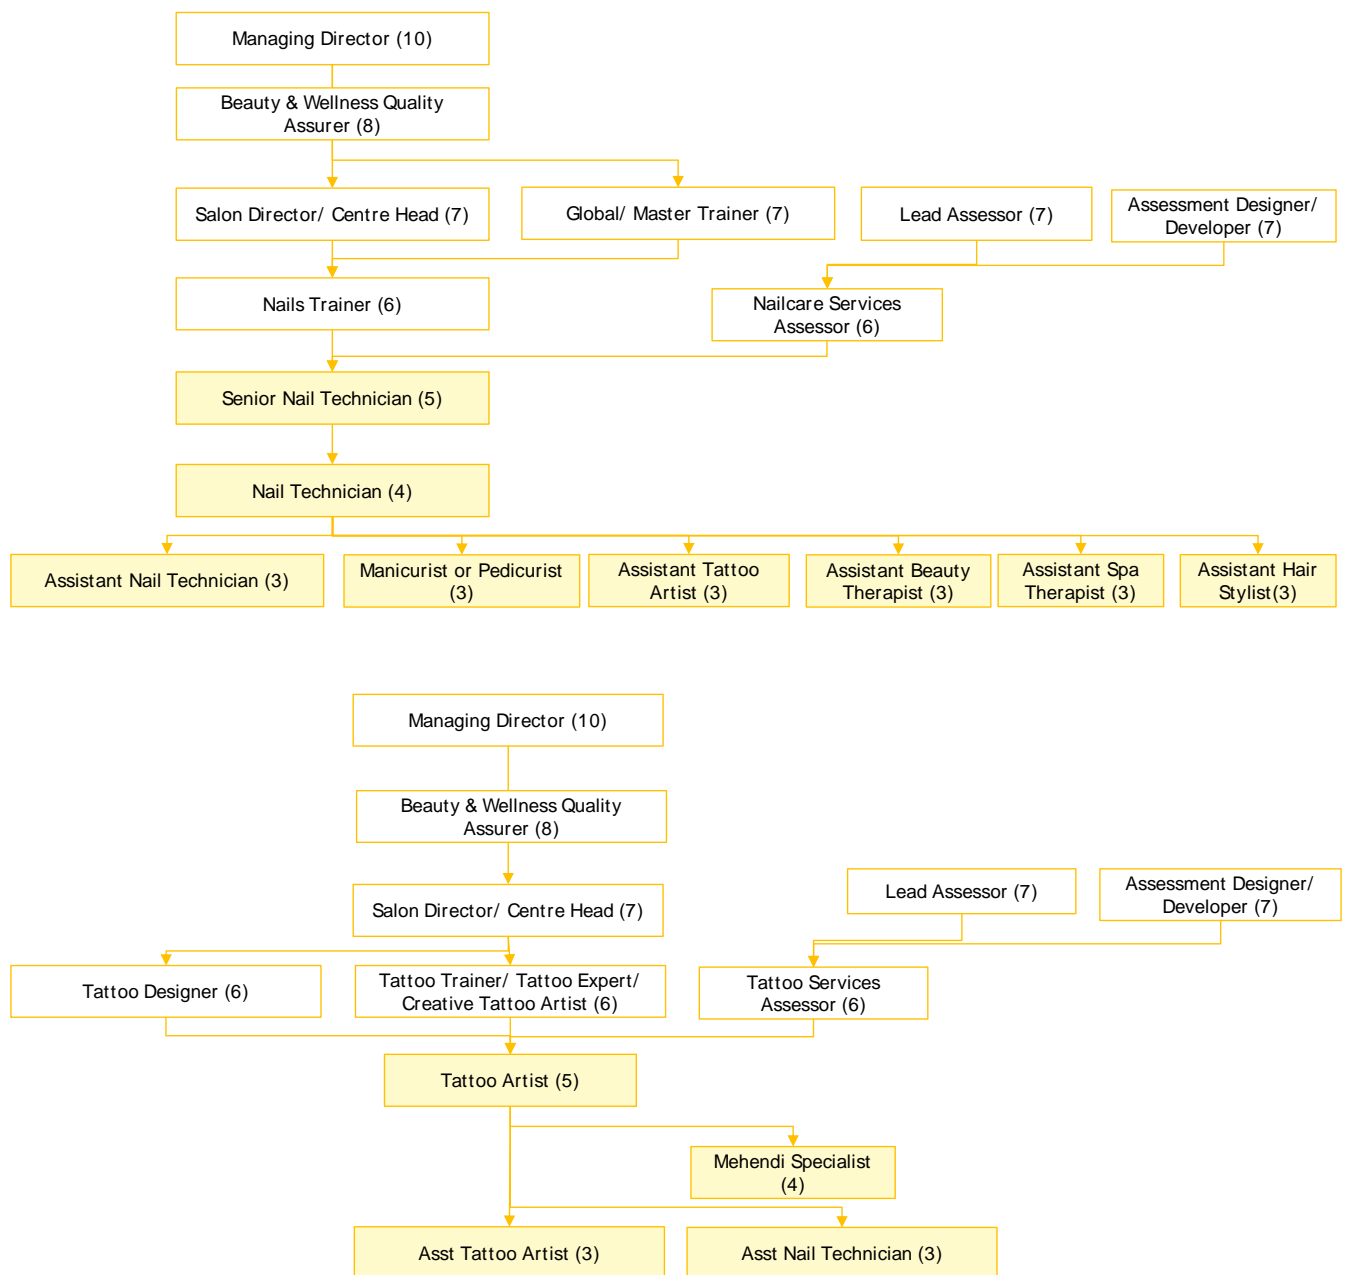 Managing Director (10)
Beauty & Wellness Quality
Assurer (8)
Salon Director/ Centre Head (7)
Global/ Master Trainer (7)
Lead Assessor (7)
Assessment Designer/
Developer (7)
Nails Trainer (6)
Nailcare Services
Assessor (6)
Senior Nail Technician (5)
Nail Technician (4)
Assistant Nail Technician (3)
Manicurist or Pedicurist
(3)
Assistant Tattoo
Artist (3)
Assistant Beauty
Therapist (3)
Assistant Spa
Therapist (3)
Assistant Hair
Stylist(3)
Managing Director (10)
Beauty & Wellness Quality
Assurer (8)
Salon Director/ Centre Head (7)
Lead Assessor (7)
Assessment Designer/
Developer (7)
Tattoo Designer (6)
Tattoo Trainer/ Tattoo Expert/
Creative Tattoo Artist (6)
Tattoo Services
Assessor (6)
Tattoo Artist (5)
Mehendi Specialist
(4)
Asst Tattoo Artist (3)
Asst Nail Technician (3)